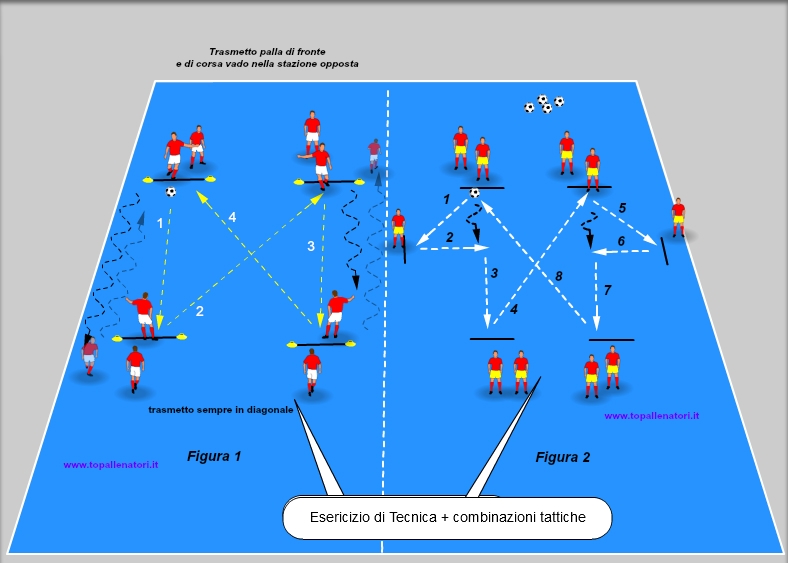 Trasmetto palla di fronte
e di corsa vado nella stazione opposta
1
4
3
2
1
2
3
4
5
6
7
8
trasmetto sempre in diagonale
www.topallenatori.it
Figura 1
Figura 2
www.topallenatori.it
Esericizio di Tecnica + combinazioni tattiche